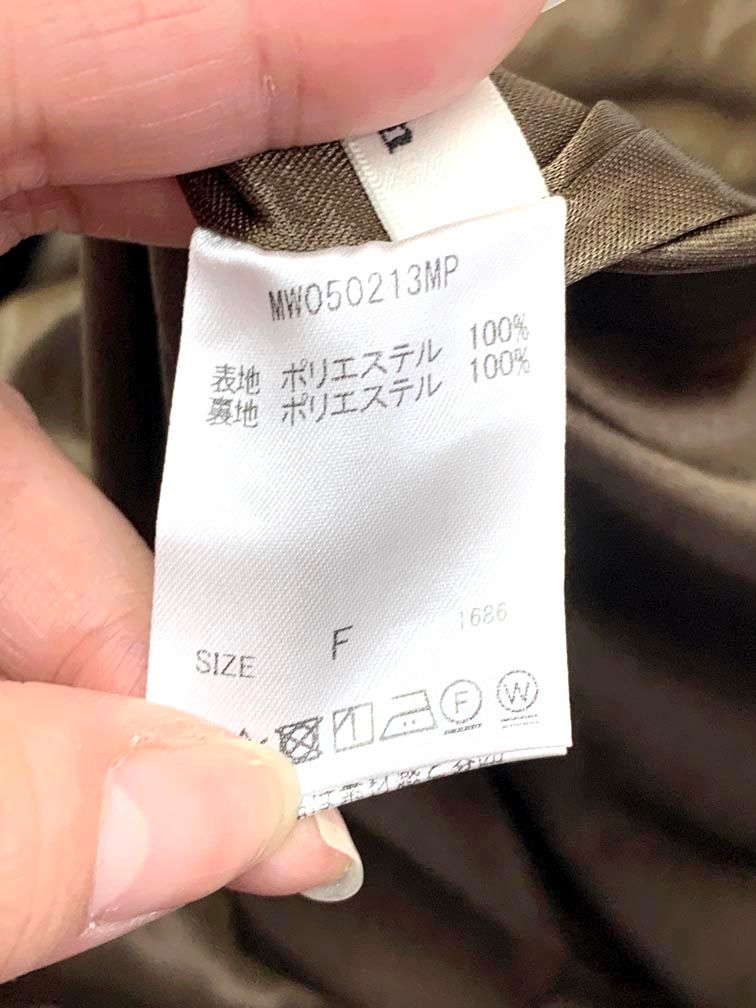 MW050213MP
表地 ポリエステル 100%
裏地 ポリエステル 100%
1686
SIZE F
F W